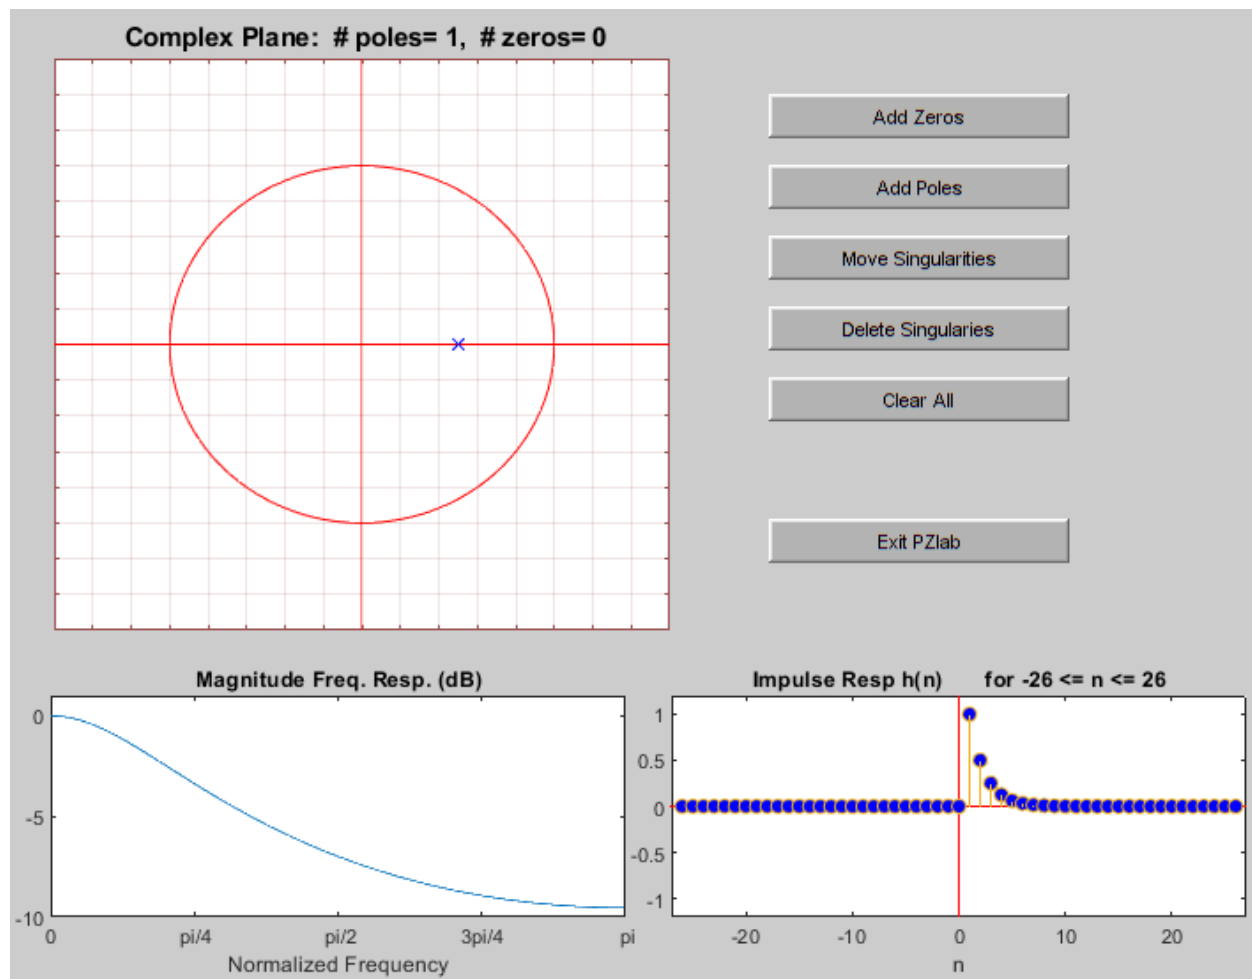 Complex Plane:  # poles= 1,  # zeros= 0
Add Zeros
Add Poles
Move Singularities
Delete Singularies
Clear All
Exit PZlab
Magnitude Freq. Resp. (dB)
0
-5
-10
0 pi/4 pi/2 3pi/4 pi
Normalized Frequency
Impulse Resp h(n)      for -26 <= n <= 26
1
0.5
0
-0.5
-1
-20 -10 0 10 20
n